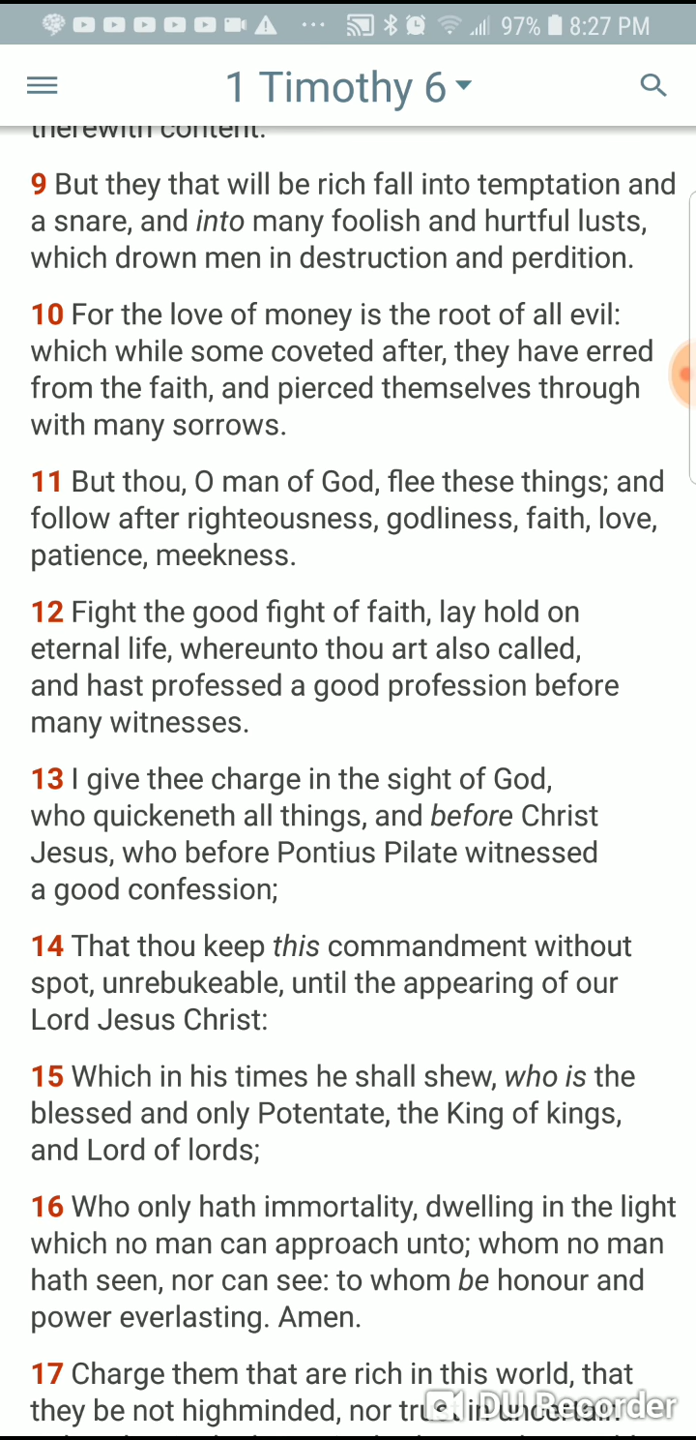 97% 8:27 PM
1 Timothy 6
therewith content.
9 But they that will be rich fall into temptation and
a snare, and into many foolish and hurtful lusts,
which drown men in destruction and perdition.
10 For the love of money is the root of all evil:
which while some coveted after, they have erred
from the faith, and pierced themselves through
with many sorrows.
11 But thou, O man of God, flee these things; and
follow after righteousness, godliness, faith, love,
patience, meekness.
12 Fight the good fight of faith, lay hold on
eternal life, whereunto thou art also called,
and hast professed a good profession before
many witnesses.
13 I give thee charge in the sight of God,
who quickeneth all things, and before Christ
Jesus, who before Pontius Pilate witnessed
a good confession;
14 That thou keep this commandment without
spot, unrebukeable, until the appearing of our
Lord Jesus Christ:
15 Which in his times he shall shew, who is the
blessed and only Potentate, the King of kings,
and Lord of lords;
16 Who only hath immortality, dwelling in the light
which no man can approach unto; whom no man
hath seen, nor can see: to whom be honour and
power everlasting. Amen.
17 Charge them that are rich in this world, that
they be not highminded, nor trust in uncertain
DU Recorder